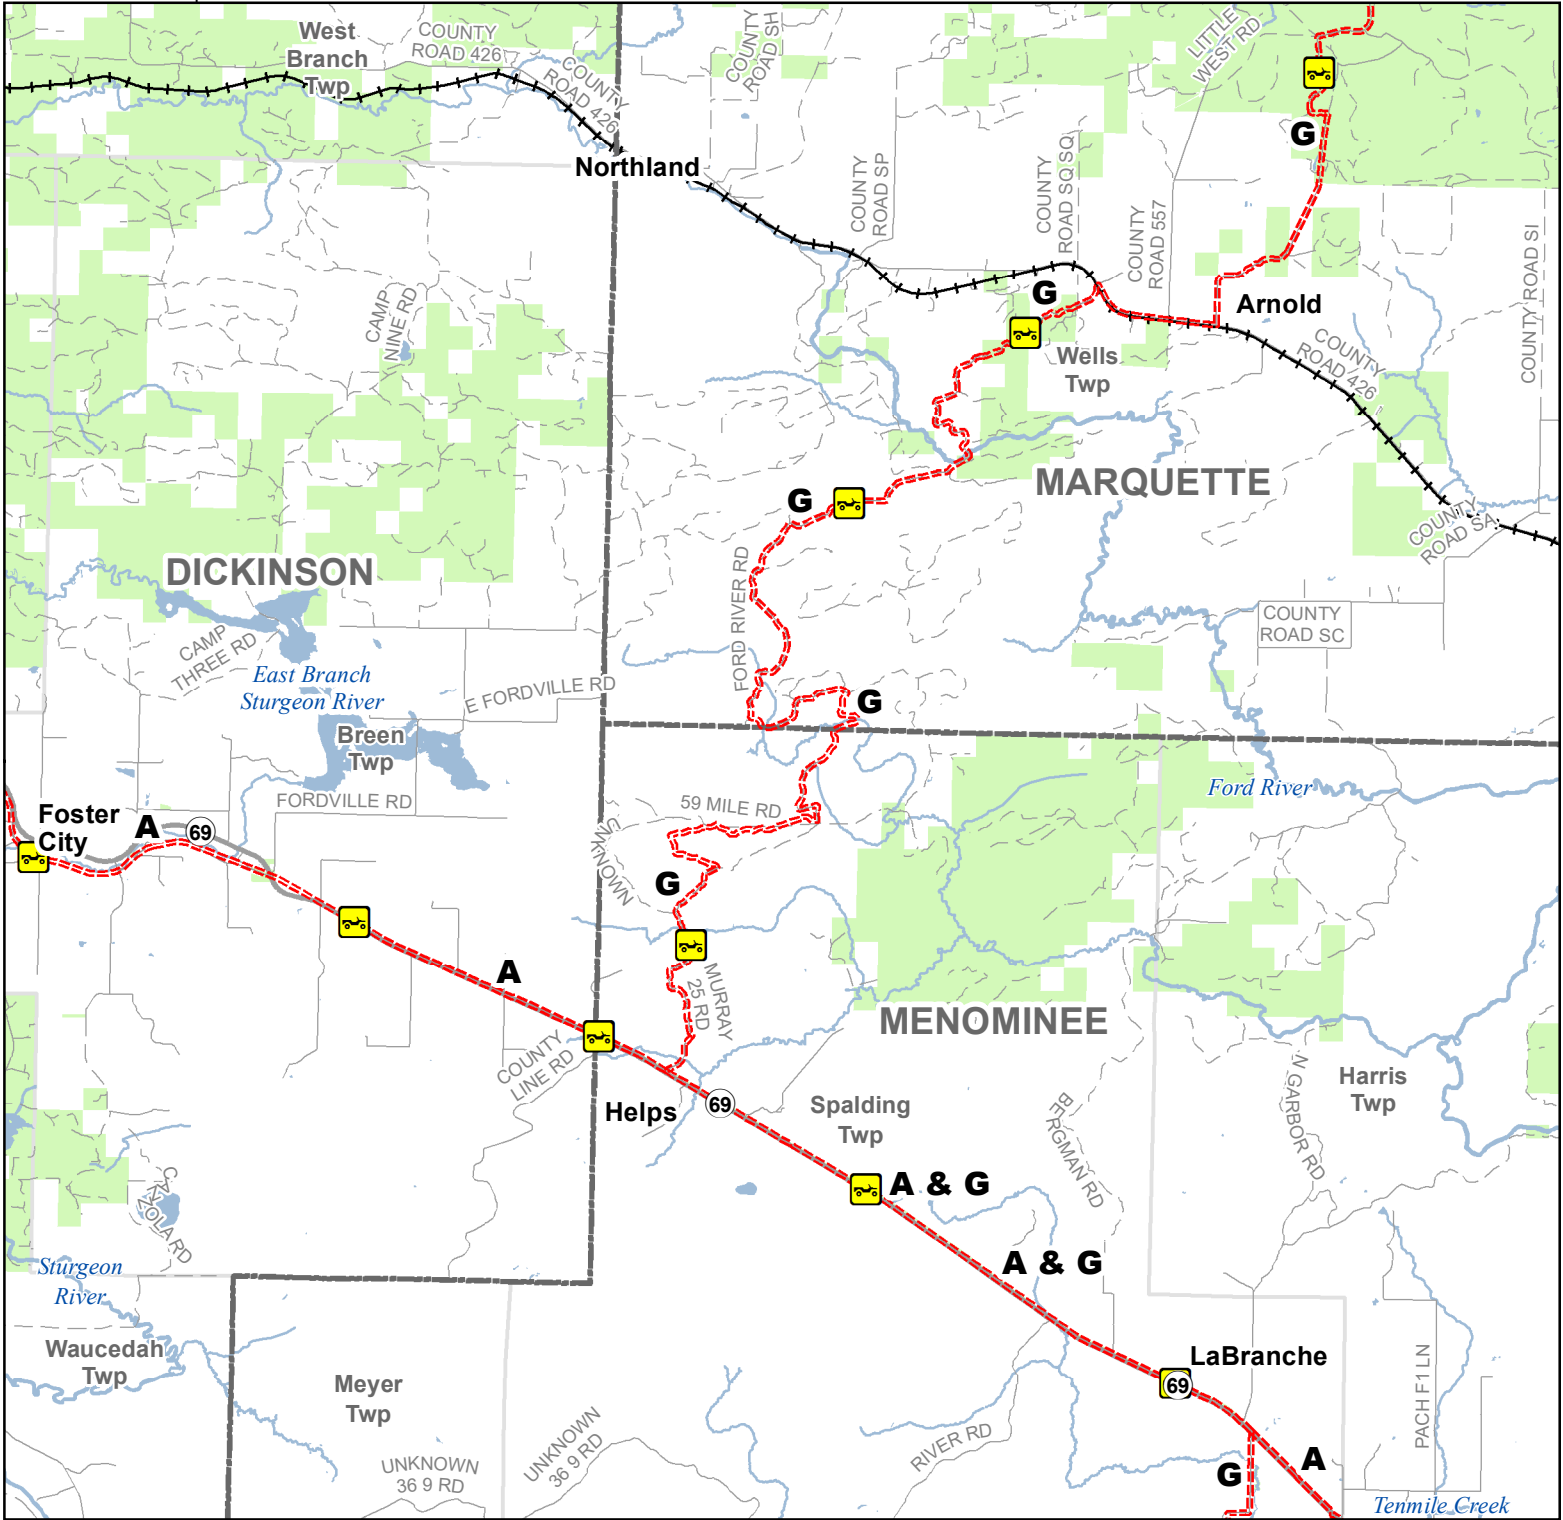 West
Branch
Twp
COUNTY
ROAD 426
COUNTY
ROAD 426
COUNTY
ROAD SH
LITTLE
WEST RD
G
Northland
COUNTY
ROAD SP
COUNTY
ROAD SQ SQ
COUNTY
ROAD 557
COUNTY ROAD SI
CAMP
NINE RD
G
Arnold
Wells
Twp
COUNTY
ROAD 426
MARQUETTE
G
COUNTY
ROAD SA
DICKINSON
FORD RIVER RD
COUNTY
ROAD SC
CAMP
THREE RD
East Branch
Sturgeon River
E FORDVILLE RD
G
Breen
Twp
Ford River
FORDVILLE RD
59 MILE RD
Foster
City
A
69
UNKNOWN
G
A
MURRAY
25 RD
MENOMINEE
COUNTY
LINE RD
Helps
69
Spalding
Twp
BERGMAN RD
N GARBOR RD
Harris
Twp
A & G
ZOLA RD
A & G
Sturgeon
River
Waucedah
Twp
LaBranche
69
Meyer
Twp
PACH F1 LN
UNKNOWN
36 9 RD
UNKNOWN
36 9 RD
RIVER RD
G
A
Tenmile Creek